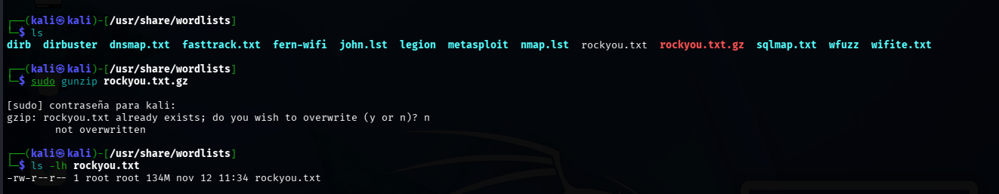 ┌──(kali㉿kali)-[/usr/share/wordlists]
└─$ ls
dirb  dirbuster  dnsmap.txt  fasttrack.txt  fern-wifi  john.lst  legion  metasploit  nmap.lst  rockyou.txt  rockyou.txt.gz  sqlmap.txt  wfuzz  wifite.txt
┌──(kali㉿kali)-[/usr/share/wordlists]
└─$ sudo gunzip rockyou.txt.gz
[sudo] contraseña para kali:
gzip: rockyou.txt already exists; do you wish to overwrite (y or n)? n
        not overwritten
┌──(kali㉿kali)-[/usr/share/wordlists]
└─$ ls -lh rockyou.txt
-rw-r--r-- 1 root root 134M nov 12 11:34 rockyou.txt